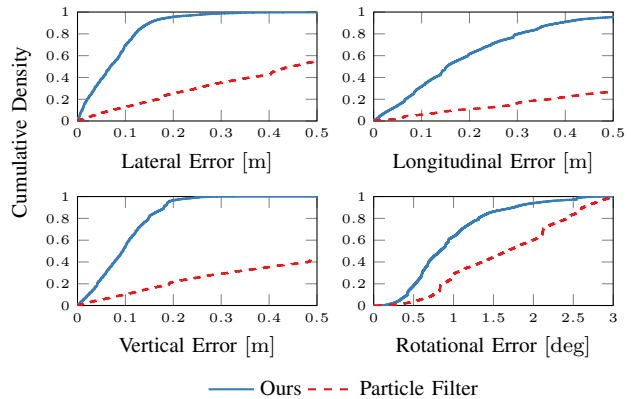 Cumulative Density
1
0.8
0.6
0.4
0.2
0
0 0.1 0.2 0.3 0.4 0.5
Lateral Error [m]
1
0.8
0.6
0.4
0.2
0
0 0.1 0.2 0.3 0.4 0.5
Longitudinal Error [m]
1
0.8
0.6
0.4
0.2
0
0 0.1 0.2 0.3 0.4 0.5
Vertical Error [m]
1
0.8
0.6
0.4
0.2
0
0 0.5 1 1.5 2 2.5 3
Rotational Error [deg]
Ours Particle Filter